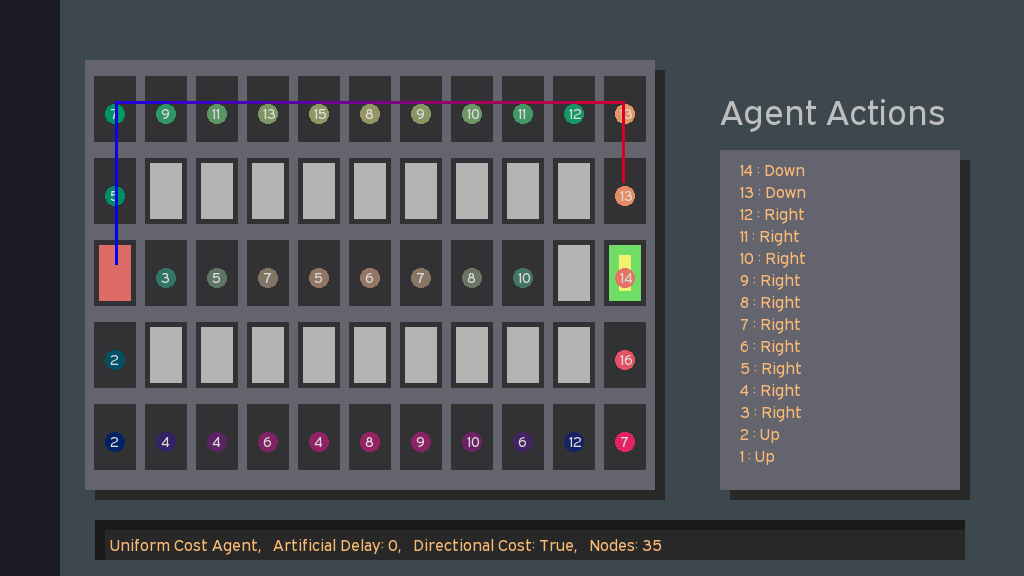 7 9 11 13 15 8 9 10 11 12 13
Agent Actions
5 13
3 5 7 5 6 7 8 10 14
2 16
2 4 4 6 4 8 9 10 6 12 7
14 : Down
13 : Down
12 : Right
11 : Right
10 : Right
9 : Right
8 : Right
7 : Right
6 : Right
5 : Right
4 : Right
3 : Right
2 : Up
1 : Up
Uniform Cost Agent, Artificial Delay: 0, Directional Cost: True, Nodes: 35